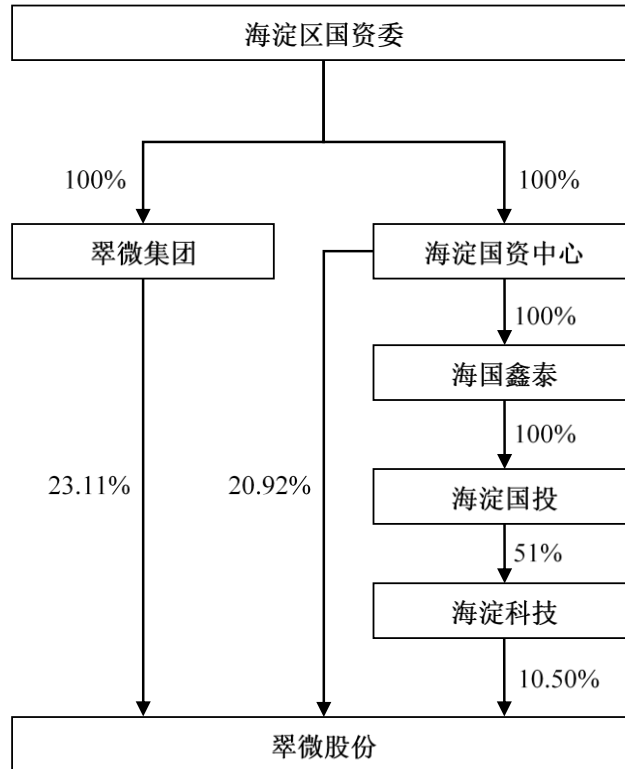 海淀区国资委
100%
100%
翠微集团
海淀国资中心
100%
海国鑫泰
100%
23.11%
20.92%
海淀国投
51%
海淀科技
10.50%
翠微股份